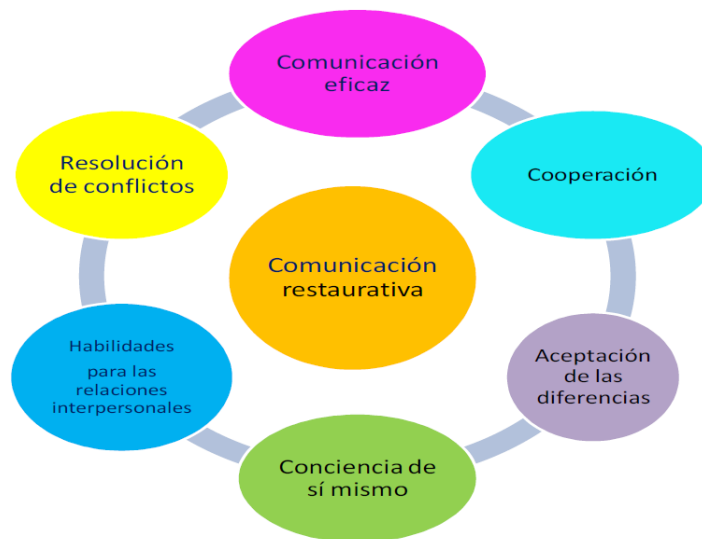 Comunicación
eficaz
Resolución
de conflictos
Cooperación
Comunicación
restaurativa
Habilidades
para las
relaciones
interpersonales
Aceptación
de las
diferencias
Conciencia de
sí mismo